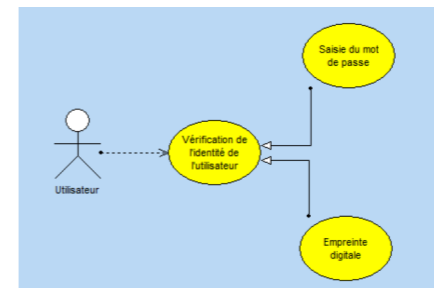 Saisie du mot
de passe
Vérification de
l'identité de
l'utilisateur
Utilisateur
Empreinte
digitale